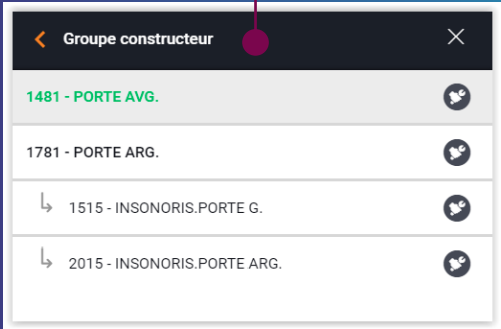 Groupe constructeur
1481 - PORTE AVG.
1781 - PORTE ARG.
1515 - INSONORIS.PORTE G.
2015 - INSONORIS.PORTE ARG.